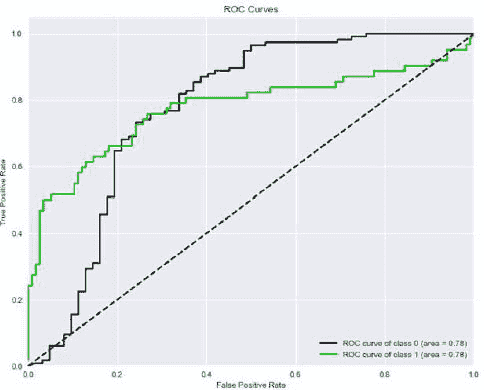 ROC Curves
1.0
0.8
0.6
0.4
0.2
0.0
True Positive Rate
0.0
0.2
0.4
0.6
0.8
1.0
False Positive Rate
ROC curve of class 0 (area = 0.78)
ROC curve of class 1 (area = 0.78)